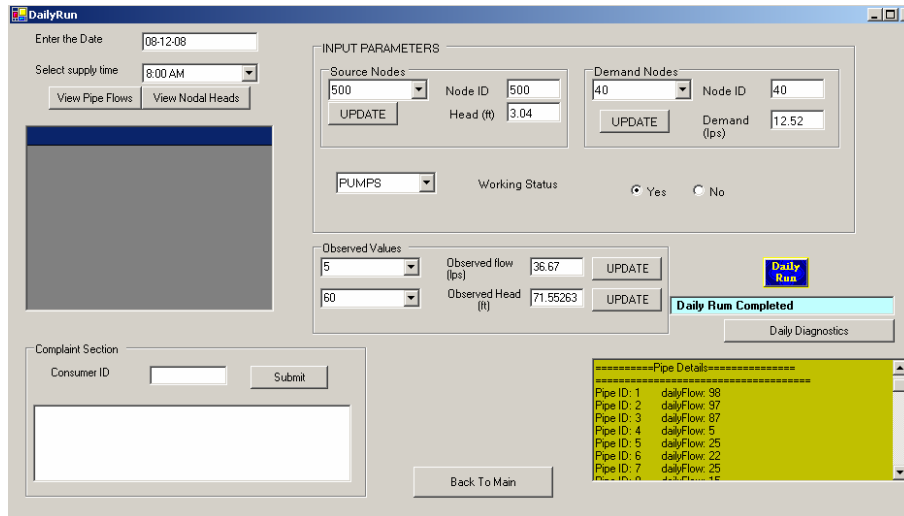 DailyRun
Enter the Date 08-12-08
Select supply time 8:00 AM
View Pipe Flows View Nodal Heads
INPUT PARAMETERS
Source Nodes
500 Node ID 500
UPDATE Head (ft) 3.04
Demand Nodes
40 Node ID 40
UPDATE Demand (lps) 12.52
PUMPS Working Status Yes No
Observed Values
5 Observed flow (lps) 36.67 UPDATE
60 Observed Head (ft) 71.55263 UPDATE
Daily Run
Daily Rum Completed
Daily Diagnostics
Complaint Section
Consumer ID Submit
==========Pipe Details===============
=====================================
Pipe ID: 1 dailyFlow: 98
Pipe ID: 2 dailyFlow: 97
Pipe ID: 3 dailyFlow: 87
Pipe ID: 4 dailyFlow: 5
Pipe ID: 5 dailyFlow: 25
Pipe ID: 6 dailyFlow: 22
Pipe ID: 7 dailyFlow: 25
Back To Main